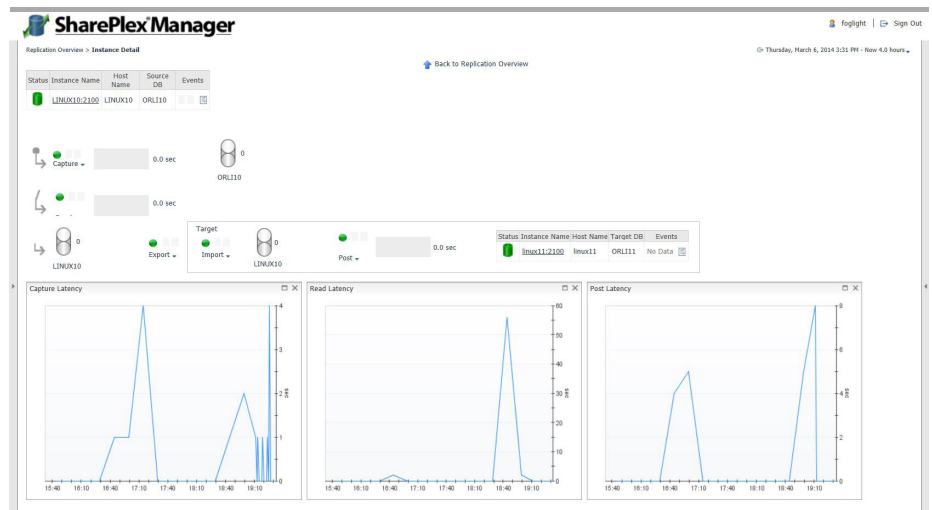 SharePlex Manager
foglight | Sign Out
Replication Overview > Instance Detail
Thursday, March 6, 2014 3:31 PM - Now 4.0 hours
Back to Replication Overview
Status Instance Name Host Name Source DB Events
LINUX10:2100 LINUX10 ORLI10
Capture 0.0 sec 0
ORLI10
0.0 sec
Target
0 Export Import 0 Post 0.0 sec
LINUX10 LINUX10
Status Instance Name Host Name Target DB Events
linux11:2100 linux11 ORLI11 No Data
Capture Latency
4
3
2
1
0
secs
15:40 16:10 16:40 17:10 17:40 18:10 18:40 19:10
Read Latency
60
50
40
30
20
10
0
secs
15:40 16:10 16:40 17:10 17:40 18:10 18:40 19:10
Post Latency
8
6
4
2
0
secs
15:40 16:10 16:40 17:10 17:40 18:10 18:40 19:10